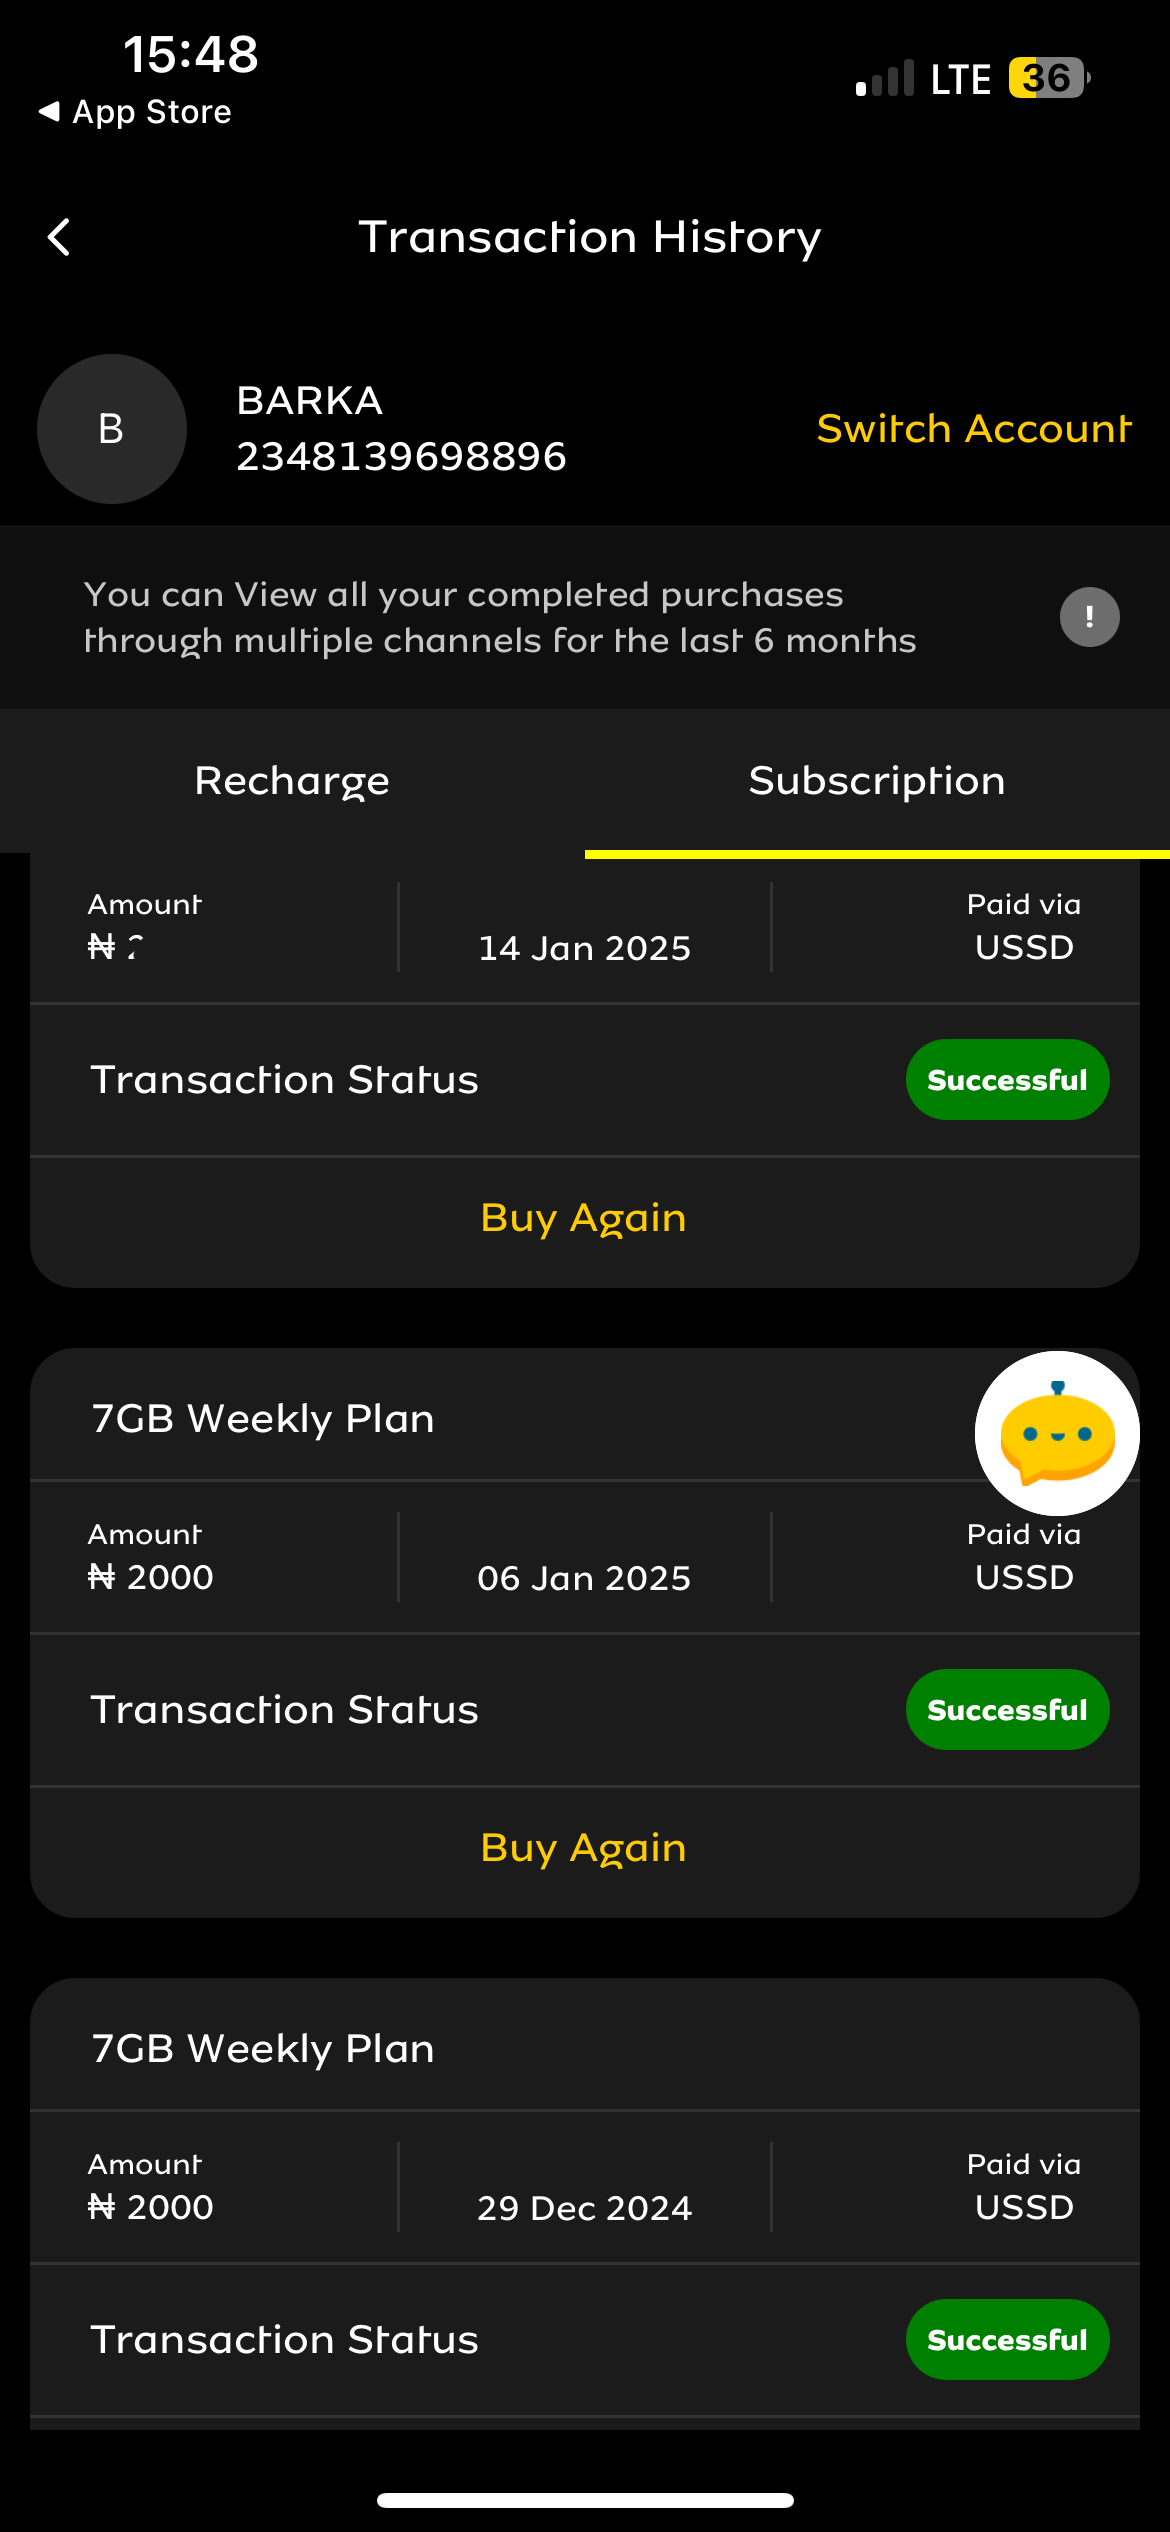 15:48
App Store
LTE 36
Transaction History
B
BARKA
2348139698896
Switch Account
You can View all your completed purchases
through multiple channels for the last 6 months
!
Recharge
Subscription
Amount
₦
14 Jan 2025
Paid via
USSD
Transaction Status
Successful
Buy Again
7GB Weekly Plan
Amount
₦ 2000
06 Jan 2025
Paid via
USSD
Transaction Status
Successful
Buy Again
7GB Weekly Plan
Amount
₦ 2000
29 Dec 2024
Paid via
USSD
Transaction Status
Successful